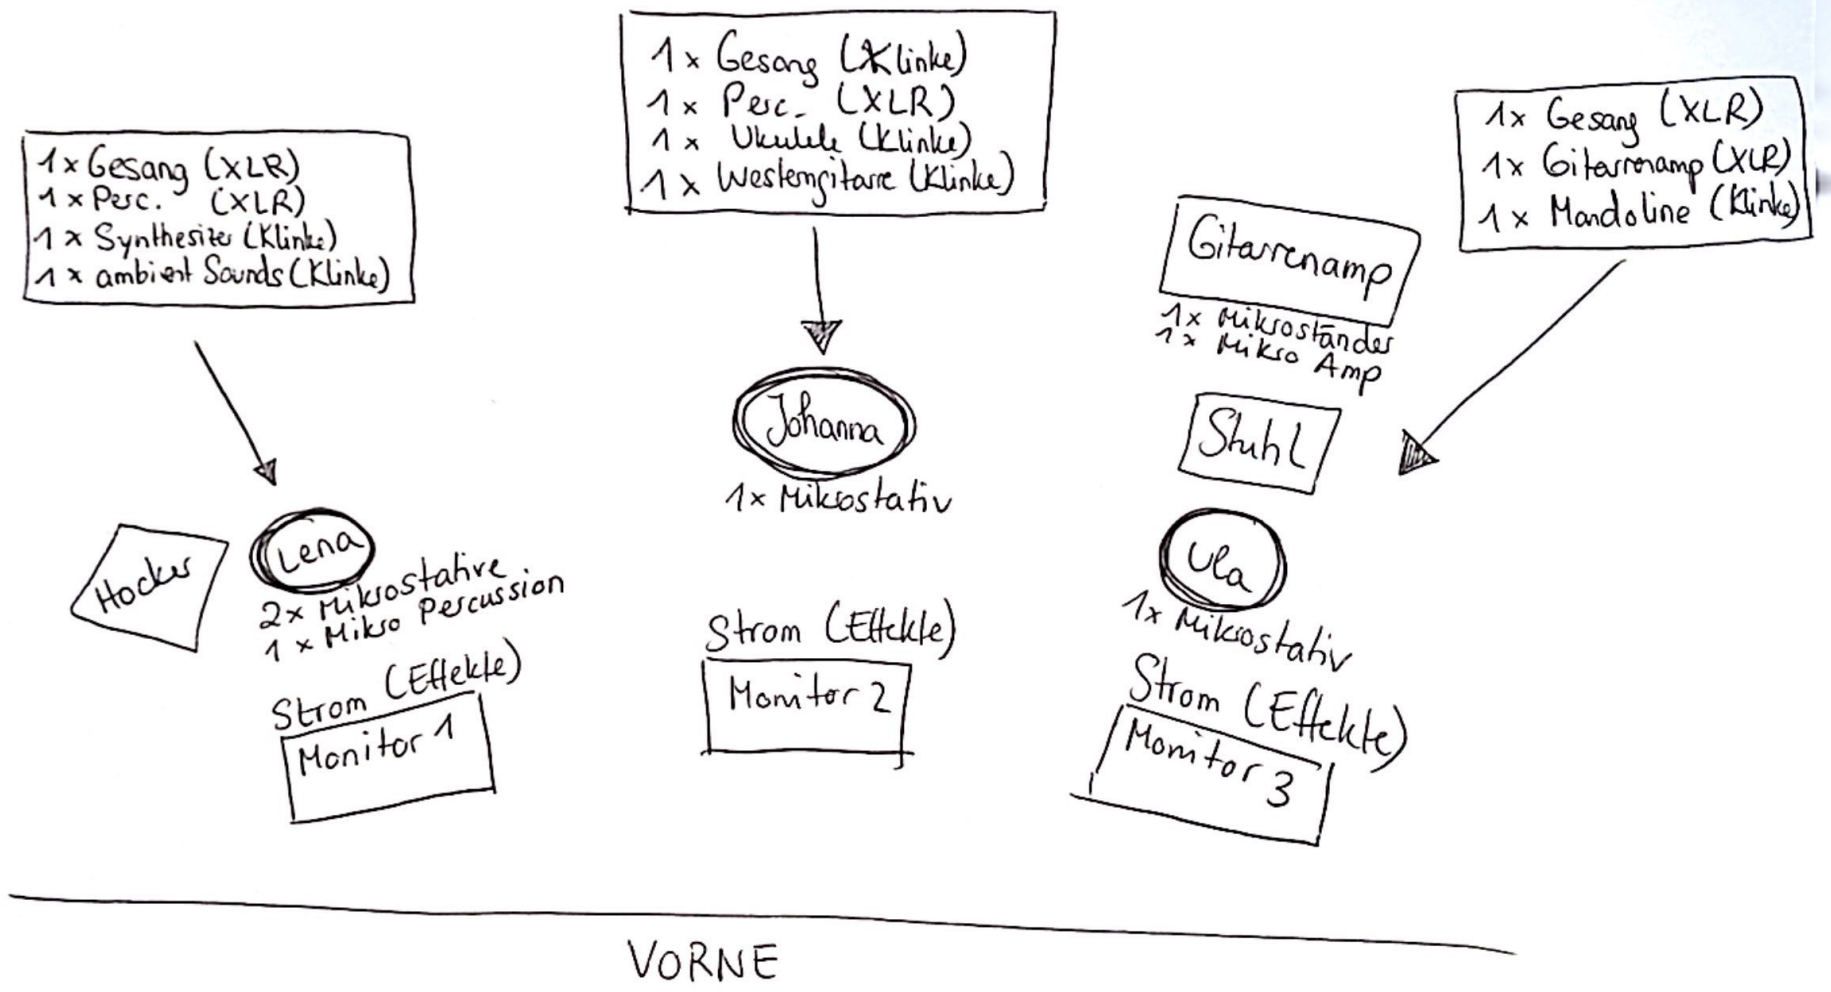 1x Gesang (Klinke)
1x Perc. (XLR)
1x Ukulele (Klinke)
1x Westerngitarre (Klinke)
1x Gesang (XLR)
1x Gitarrenamp (XLR)
1x Mandoline (Klinke)
1x Gesang (XLR)
1x Perc. (XLR)
1x Synthesizer (Klinke)
1x ambient Sounds (Klinke)
Gitarrenamp
1x Mikroständer
1x Mikro Amp
Johanna
1x Mikrostativ
Stuhl
Hocker
Lena
2x Mikrostative
1x Mikro Percussion
Ula
1x Mikrostativ
Strom (Effekte)
Monitor 1
Strom (Effekte)
Monitor 2
Strom (Effekte)
Monitor 3
VORNE